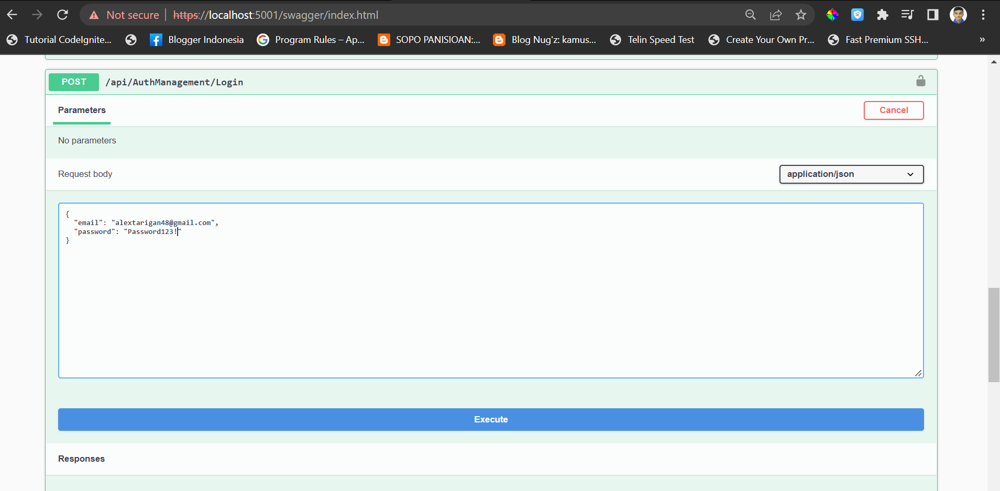 Not secure | https://localhost:5001/swagger/index.html
Tutorial CodeIgnite... Blogger Indonesia Program Rules – Ap... SOPO PANISIOAN:... Blog Nug'z: kamus... Telin Speed Test Create Your Own Pr... Fast Premium SSH... »
POST /api/AuthManagement/Login
Parameters Cancel
No parameters
Request body application/json
{
"email": "alextarigan48@gmail.com",
"password": "Password123!"
}
Execute
Responses